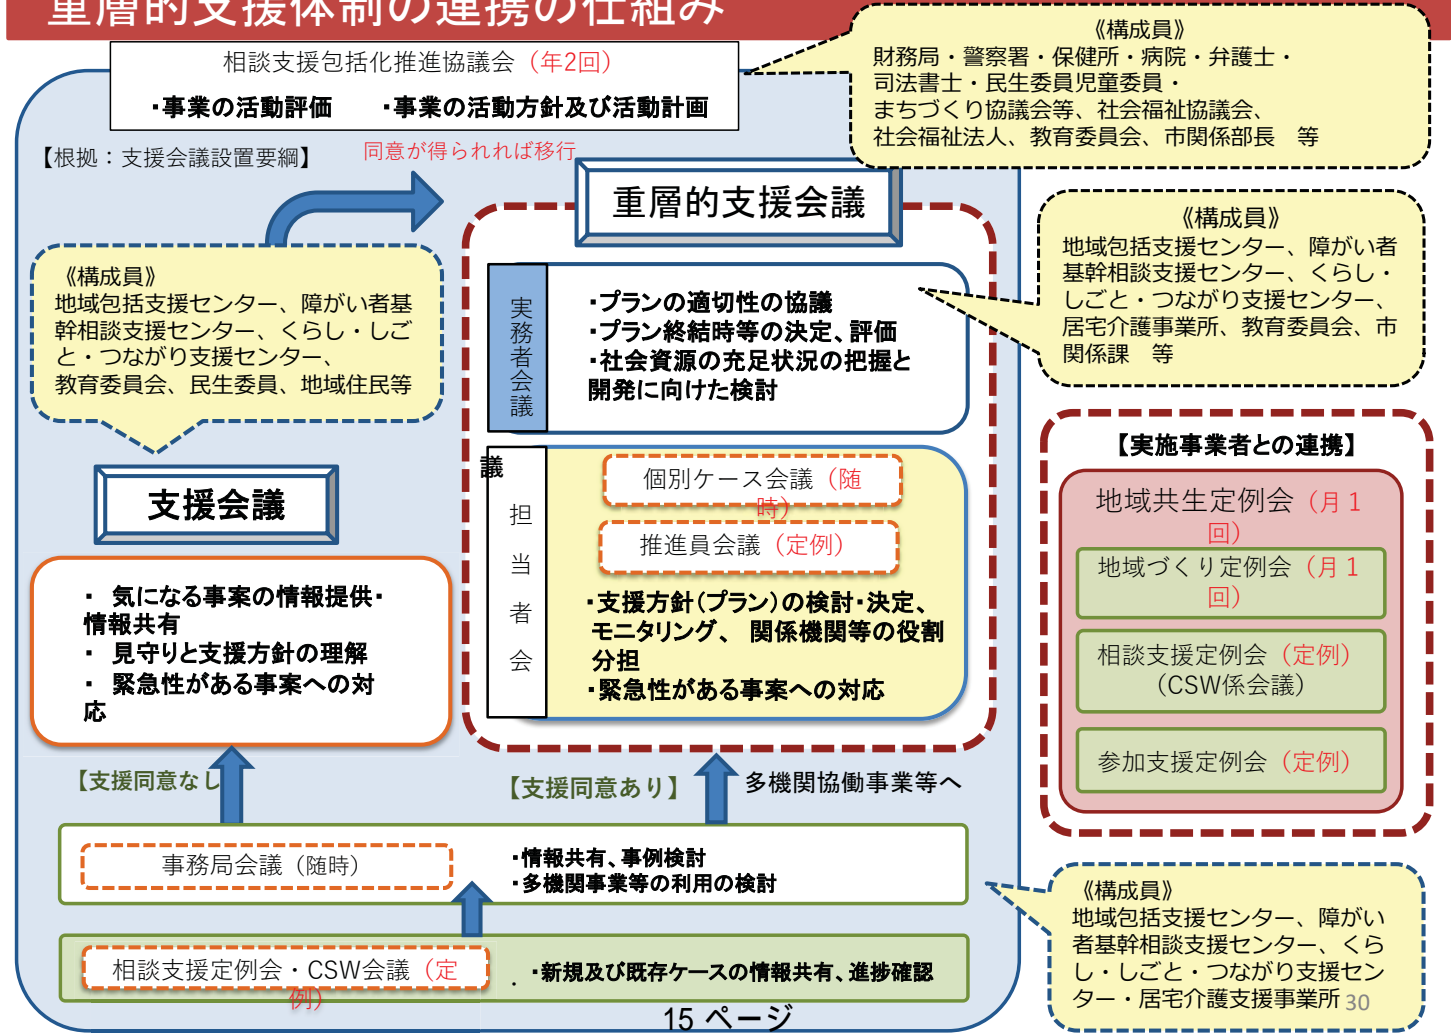 重層的支援体制の連携の仕組み
相談支援包括化推進協議会（年2回）
・事業の活動評価　・事業の活動方針及び活動計画
《構成員》
財務局・警察署・保健所・病院・弁護士・
司法書士・民生委員児童委員・
まちづくり協議会等、社会福祉協議会、
社会福祉法人、教育委員会、市関係部長　等
【根拠：支援会議設置要綱】
同意が得られれば移行
重層的支援会議
《構成員》
地域包括支援センター、障がい者基
幹相談支援センター、くらし・しご
と・つながり支援センター、
教育委員会、民生委員、地域住民等
支援会議
・ 気になる事案の情報提供・
情報共有
・ 見守りと支援方針の理解
・ 緊急性がある事案への対
応
実務者会議
・プランの適切性の協議
・プラン終結時等の決定、評価
・社会資源の充足状況の把握と
開発に向けた検討
《構成員》
地域包括支援センター、障がい者
基幹相談支援センター、くらし・
しごと・つながり支援センター、
居宅介護事業所、教育委員会、市
関係課　等
担当者会
議
個別ケース会議（随
時）
推進員会議（定例）
・支援方針（プラン）の検討・決定、
モニタリング、 関係機関等の役割
分担
・緊急性がある事案への対応
【実施事業者との連携】
地域共生定例会（月１
回）
地域づくり定例会（月１
回）
相談支援定例会（定例）
（CSW係会議）
参加支援定例会（定例）
【支援同意なし
【支援同意あり】
多機関協働事業等へ
事務局会議（随時）
・情報共有、事例検討
・多機関事業等の利用の検討
相談支援定例会・CSW会議（定
例）
.
・新規及び既存ケースの情報共有、進捗確認
《構成員》
地域包括支援センター、障がい
者基幹相談支援センター、くら
し・しごと・つながり支援セン
ター・居宅介護支援事業所
30
15 ページ